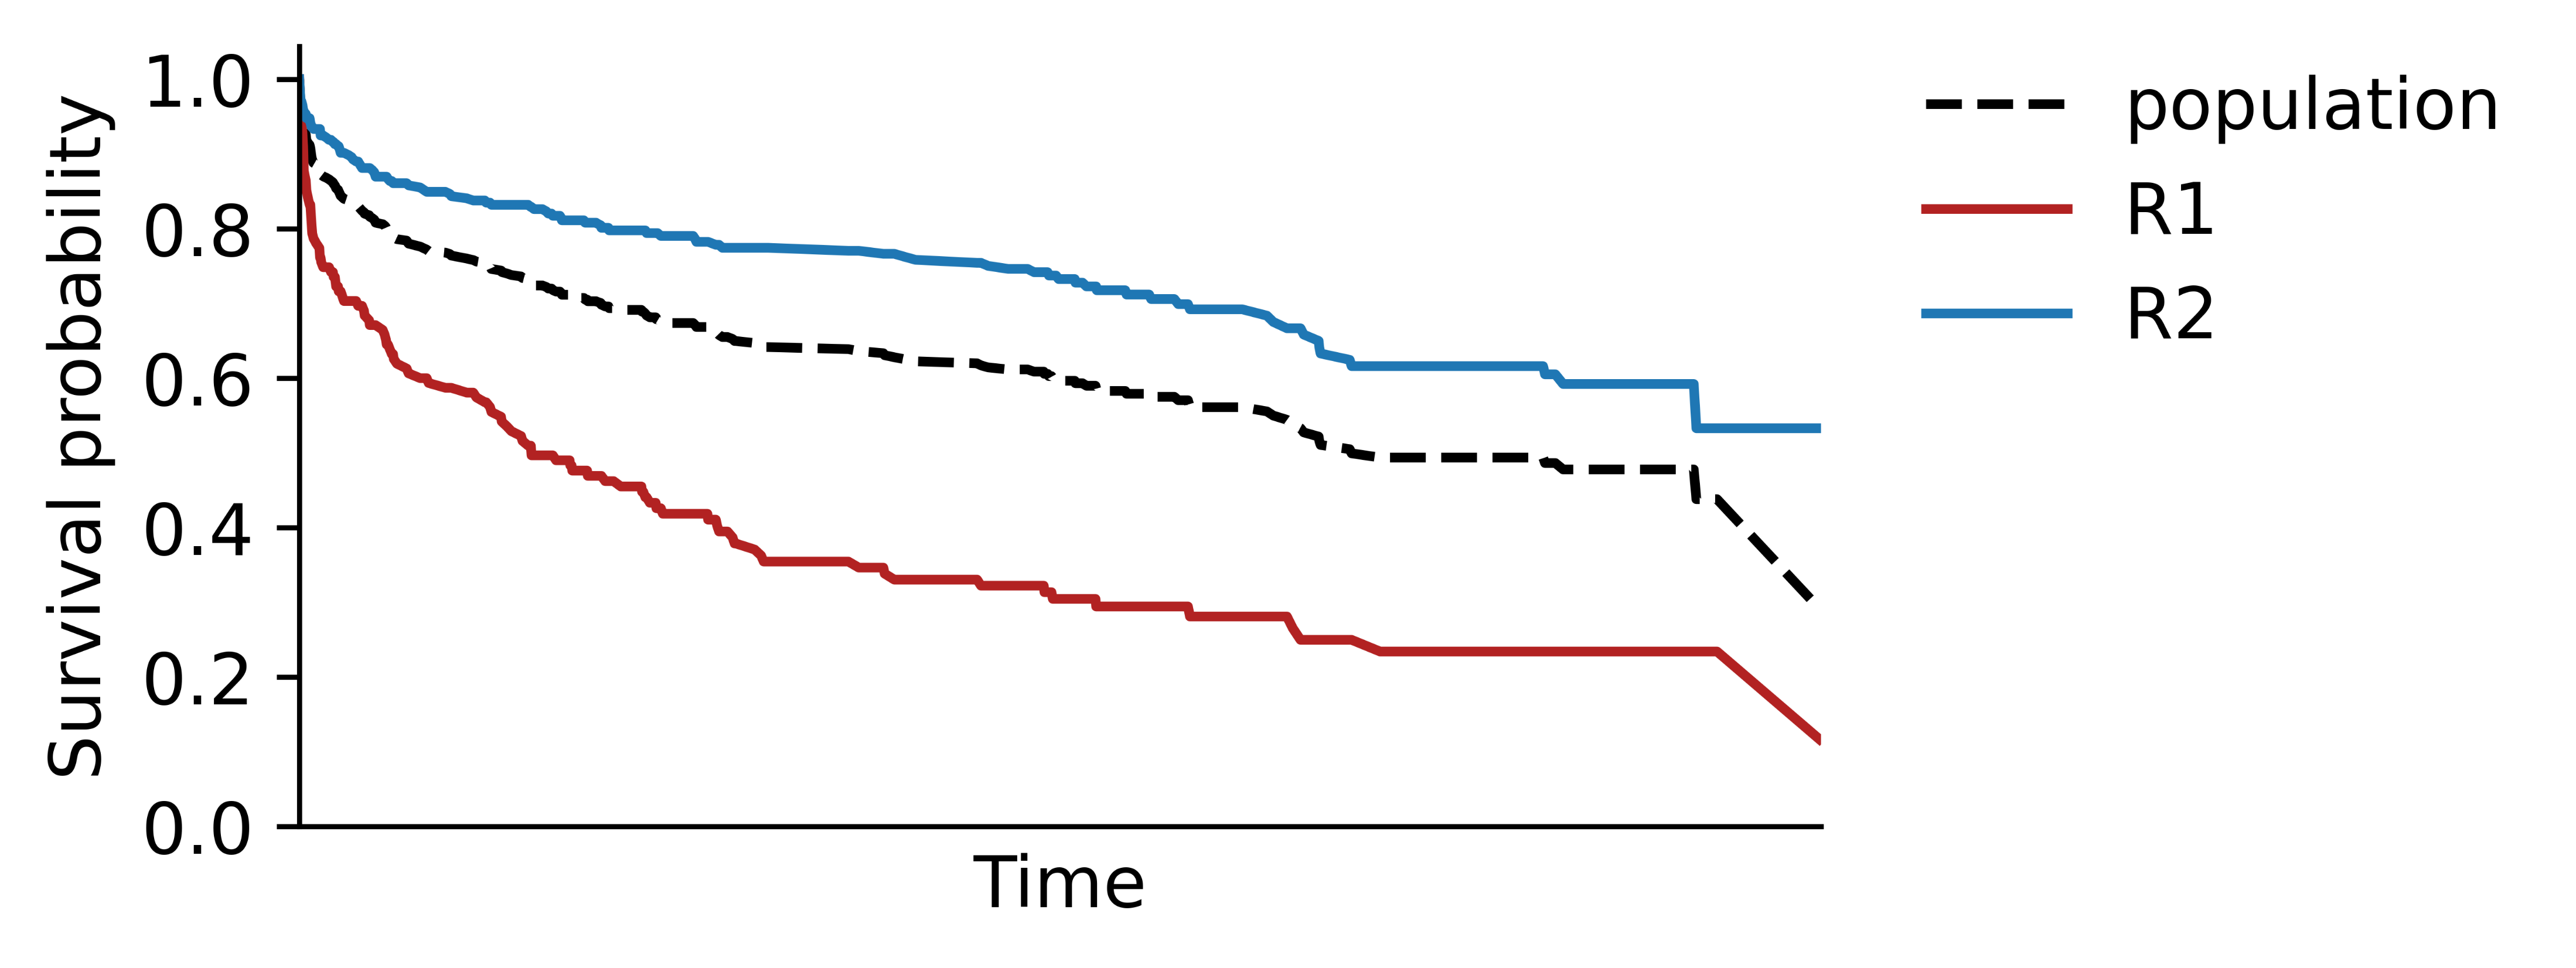 Survival probability
1.0
0.8
0.6
0.4
0.2
0.0
Time
population
R1
R2